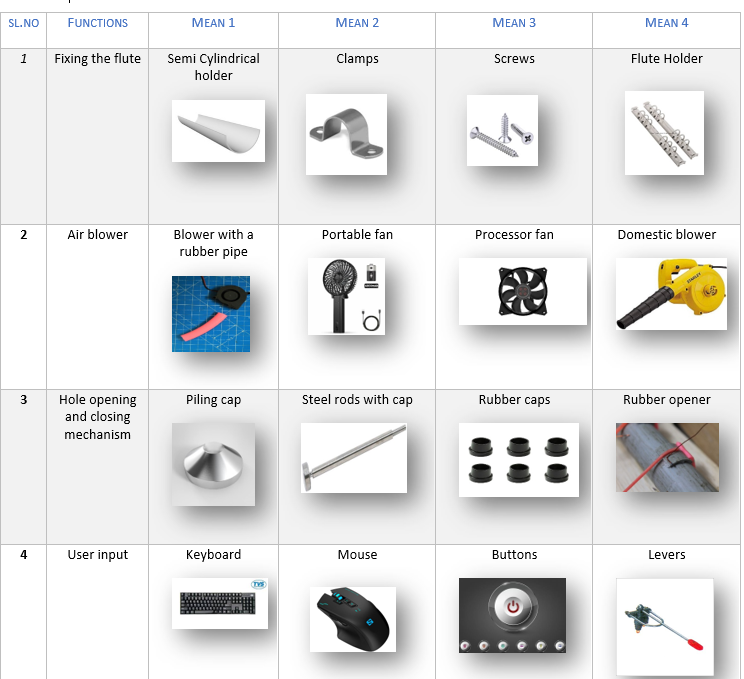 SL.NO FUNCTIONS MEAN 1 MEAN 2 MEAN 3 MEAN 4
1 Fixing the flute Semi Cylindrical holder Clamps Screws Flute Holder
2 Air blower Blower with a rubber pipe Portable fan Processor fan Domestic blower
STANLEY
3 Hole opening and closing mechanism Piling cap Steel rods with cap Rubber caps Rubber opener
4 User input Keyboard Mouse Buttons Levers
TVS